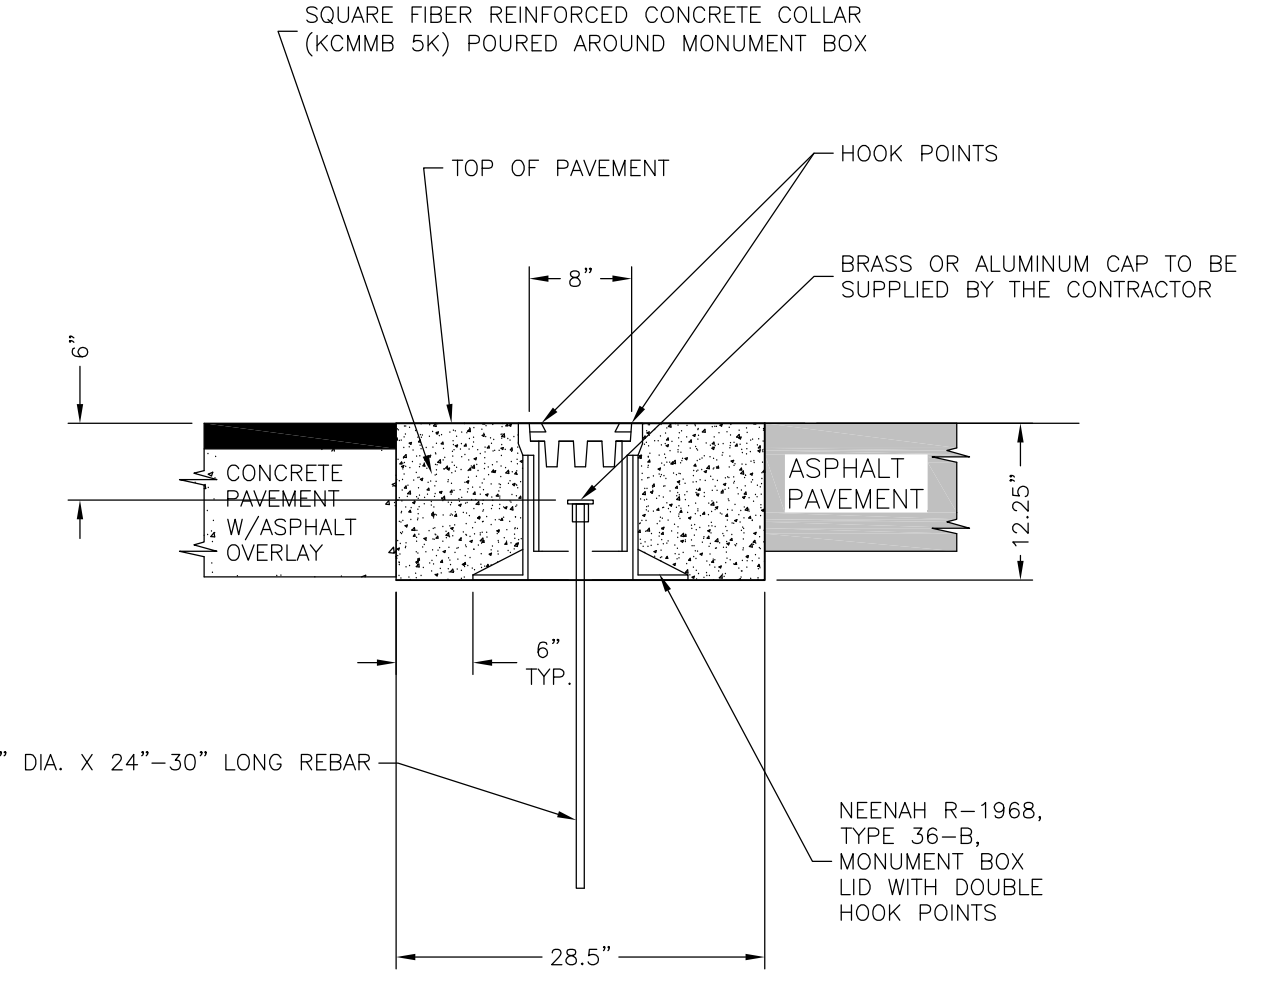 SQUARE FIBER REINFORCED CONCRETE COLLAR
(KCMMB 5K) POURED AROUND MONUMENT BOX
TOP OF PAVEMENT
HOOK POINTS
BRASS OR ALUMINUM CAP TO BE
SUPPLIED BY THE CONTRACTOR
8”
6”
CONCRETE
PAVEMENT
W/ASPHALT
OVERLAY
ASPHALT
PAVEMENT
12.25”
6”
TYP.
” DIA. X 24”–30” LONG REBAR
NEENAH R–1968,
TYPE 36–B,
MONUMENT BOX
LID WITH DOUBLE
HOOK POINTS
28.5”